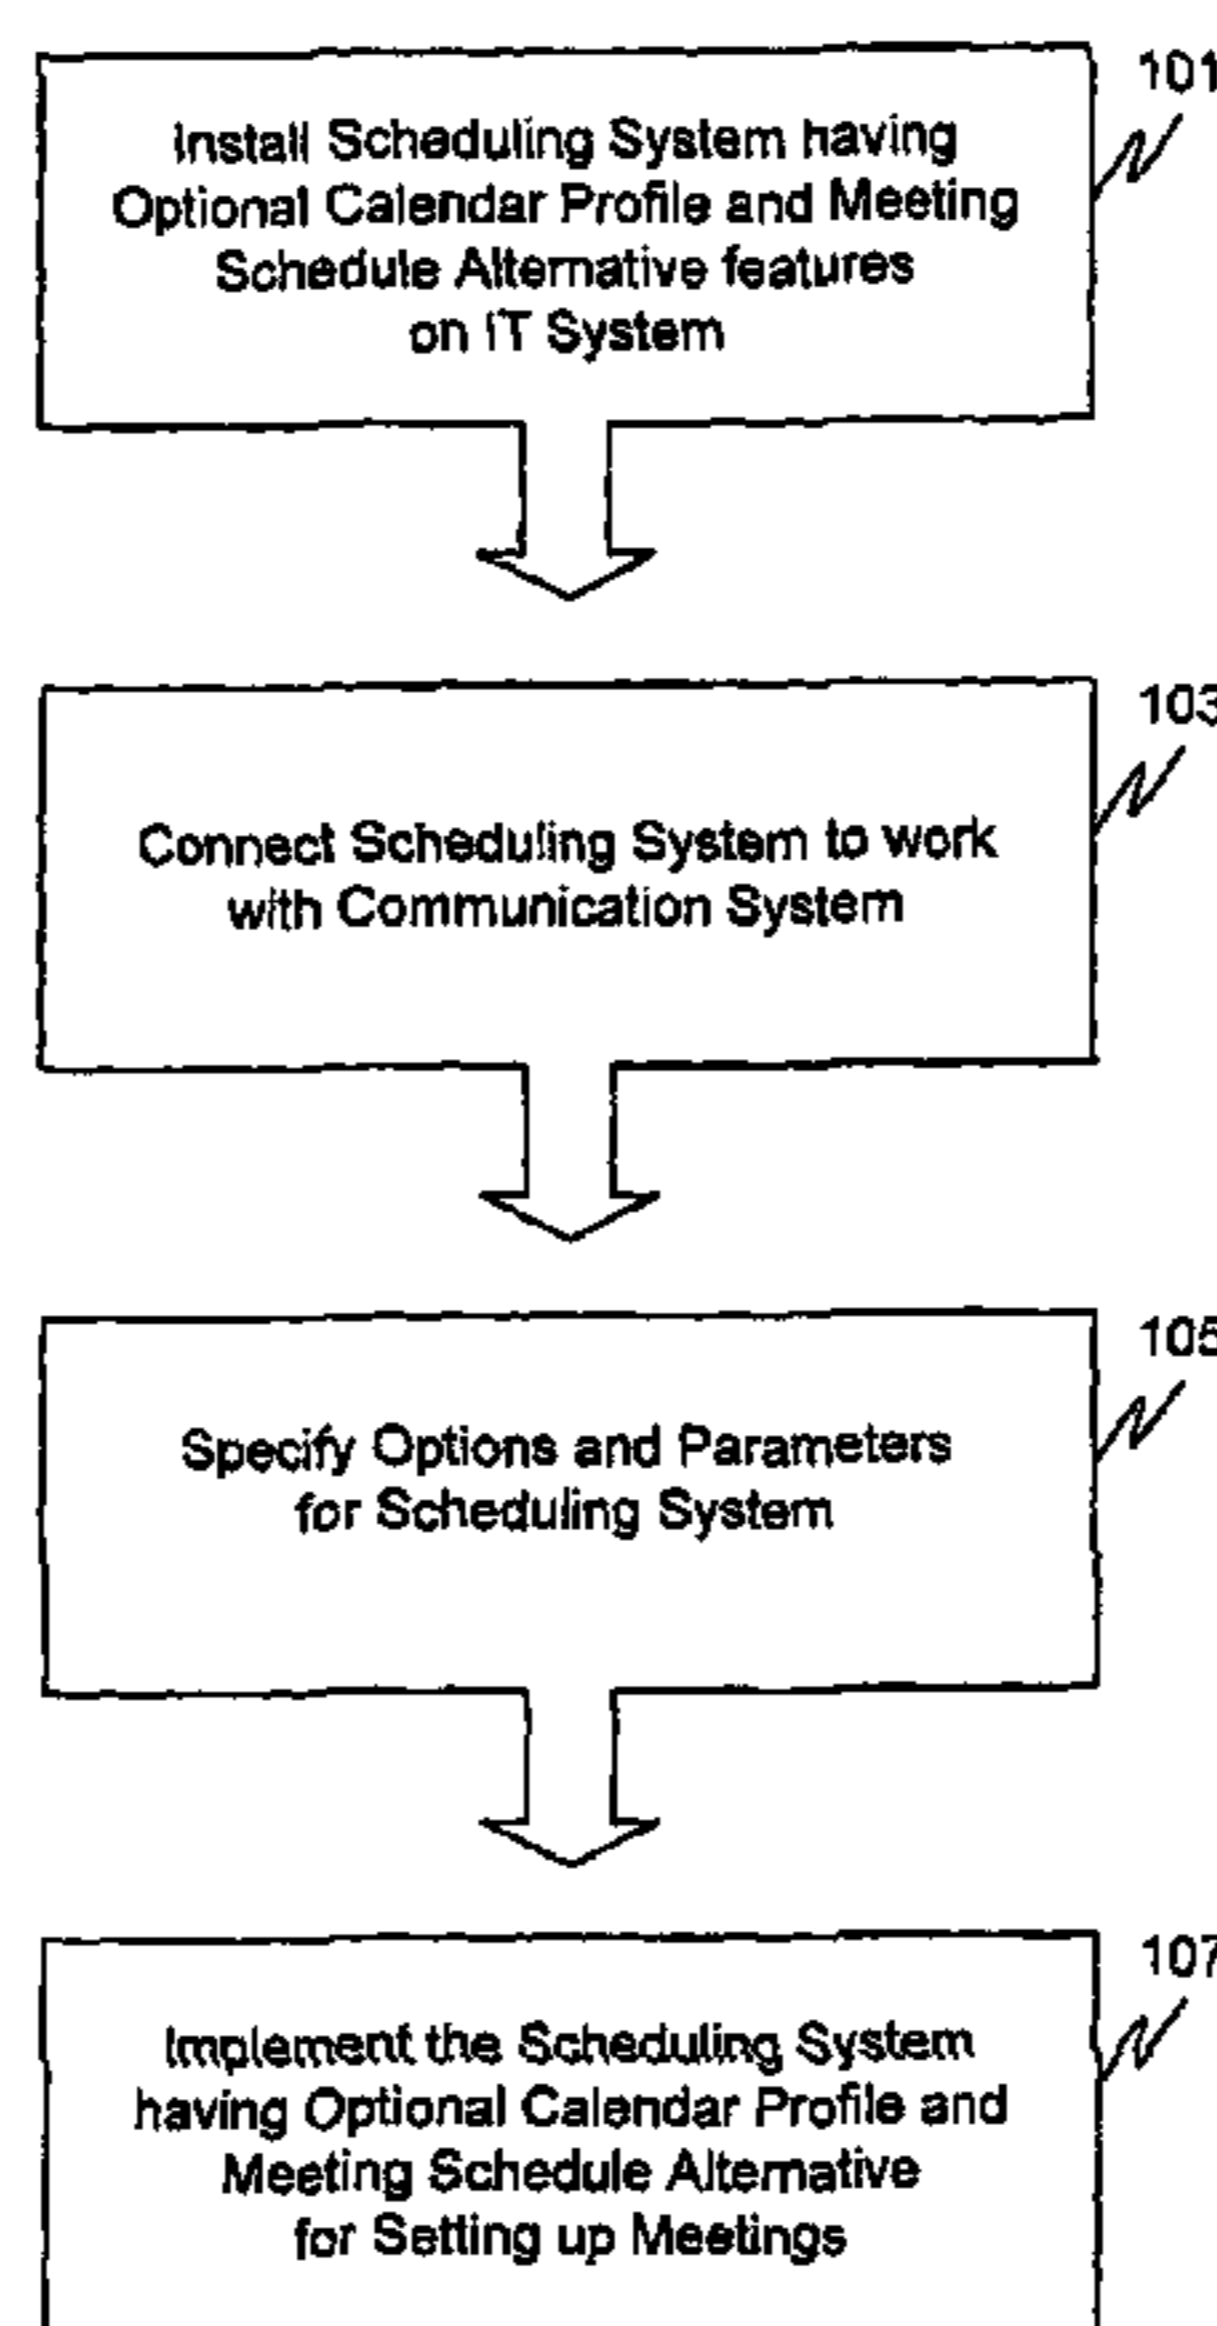 101
Install Scheduling System having
Optional Calendar Profile and Meeting
Schedule Alternative features
on IT System
103
Connect Scheduling System to work
with Communication System
105
Specify Options and Parameters
for Scheduling System
107
Implement the Scheduling System
having Optional Calendar Profile and
Meeting Schedule Alternative
for Setting up Meetings